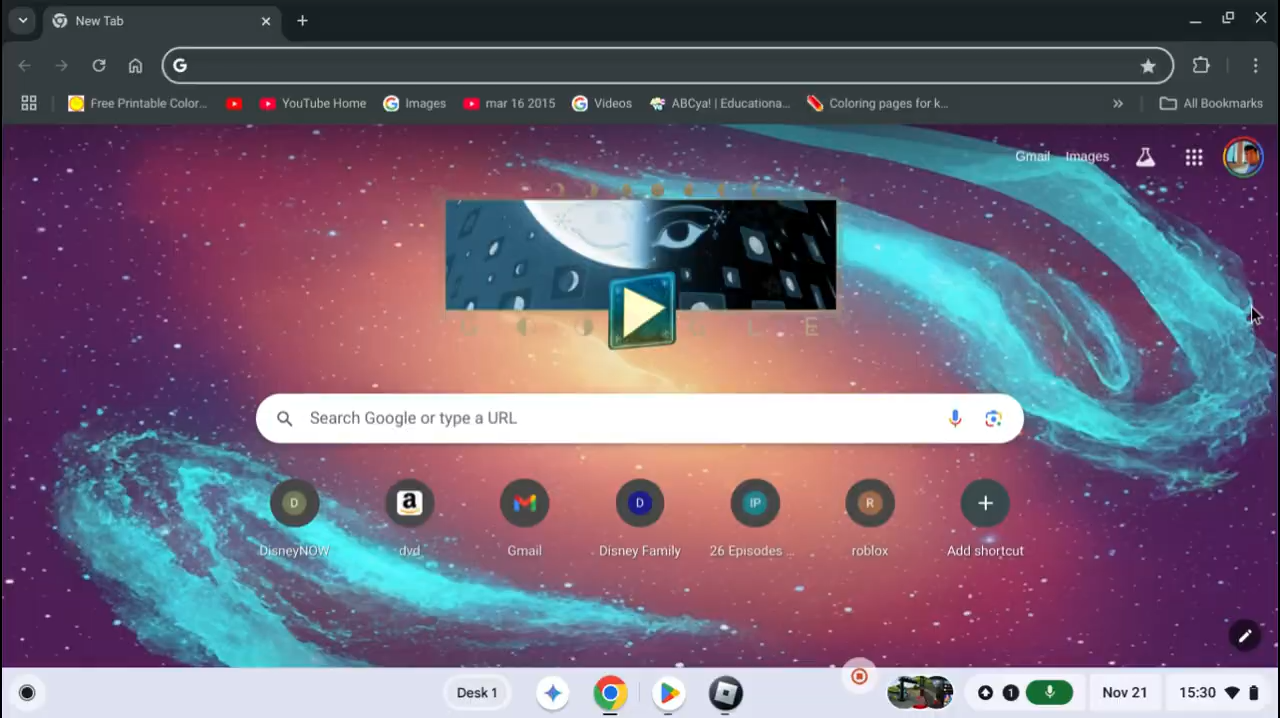 New Tab
Free Printable Color...
YouTube Home
Images
mar 16 2015
Videos
ABCya! | Educationa...
Coloring pages for k...
»
All Bookmarks
Gmail
Images
G O G L E
Search Google or type a URL
D
a
D
IP
R
DisneyNOW
dvd
Gmail
Disney Family
26 Episodes ...
roblox
Add shortcut
Desk 1
1
Nov 21
15:30